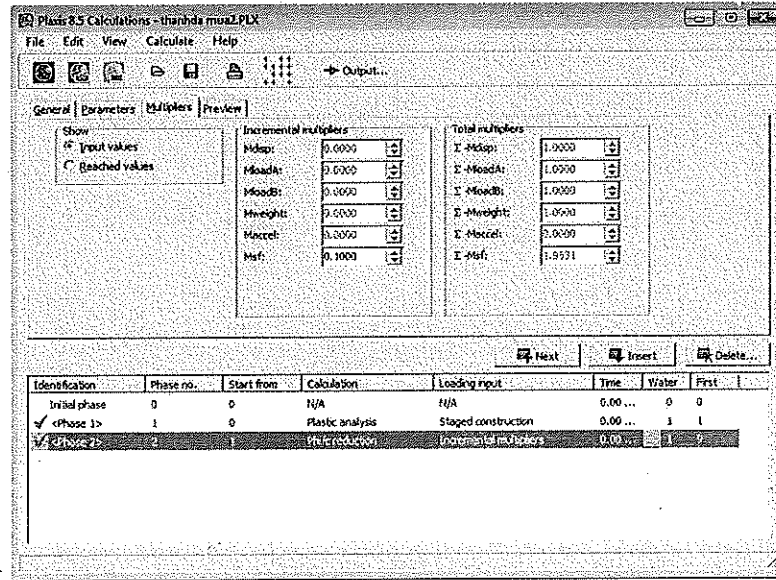 Plaxis 8.5 Calculations - thanhda mua2.PLX
File Edit View Calculate Help
Output...
General Parameters Multipliers Preview
Show
Input values
Reached values
Incremental multipliers
Mdisp: 0.0000
MloadA: 0.0000
MloadB: 0.0000
Mweight: 0.0000
Maccel: 0.0000
Msf: 0.1000
Total multipliers
Σ -Mdisp: 1.0000
Σ -MloadA: 1.0000
Σ -MloadB: 1.0000
Σ -Mweight: 1.0000
Σ -Maccel: 0.0000
Σ -Msf:
Next Insert Delete...
Identification Phase no. Start from Calculation Loading input Time Water First
Initial phase 0 0 N/A N/A 0.00 ... 0 0
<Phase 1> 1 0 Plastic analysis Staged construction 0.00 ... 1 1
<Phase 2> 2 1 Phi/c reduction Incremental multipliers 0.00 ... 1 9